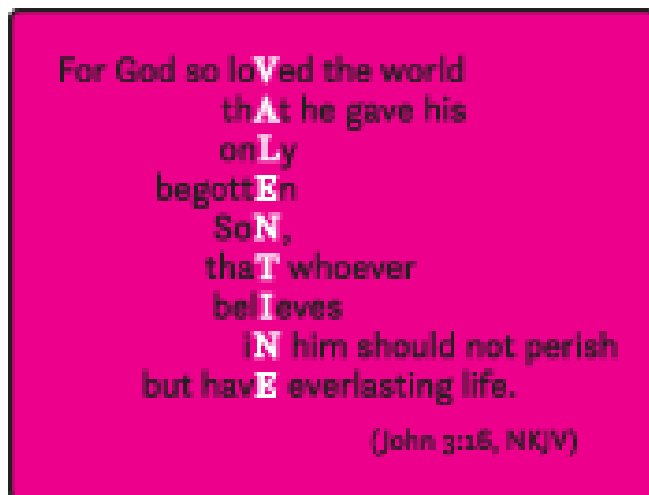 For God so loVed the world
thAt he gave his
onLy
begottEn
SoN,
thaT whoever
belIeves
iN him should not perish
but havE everlasting life.
(John 3:16, NKJV)